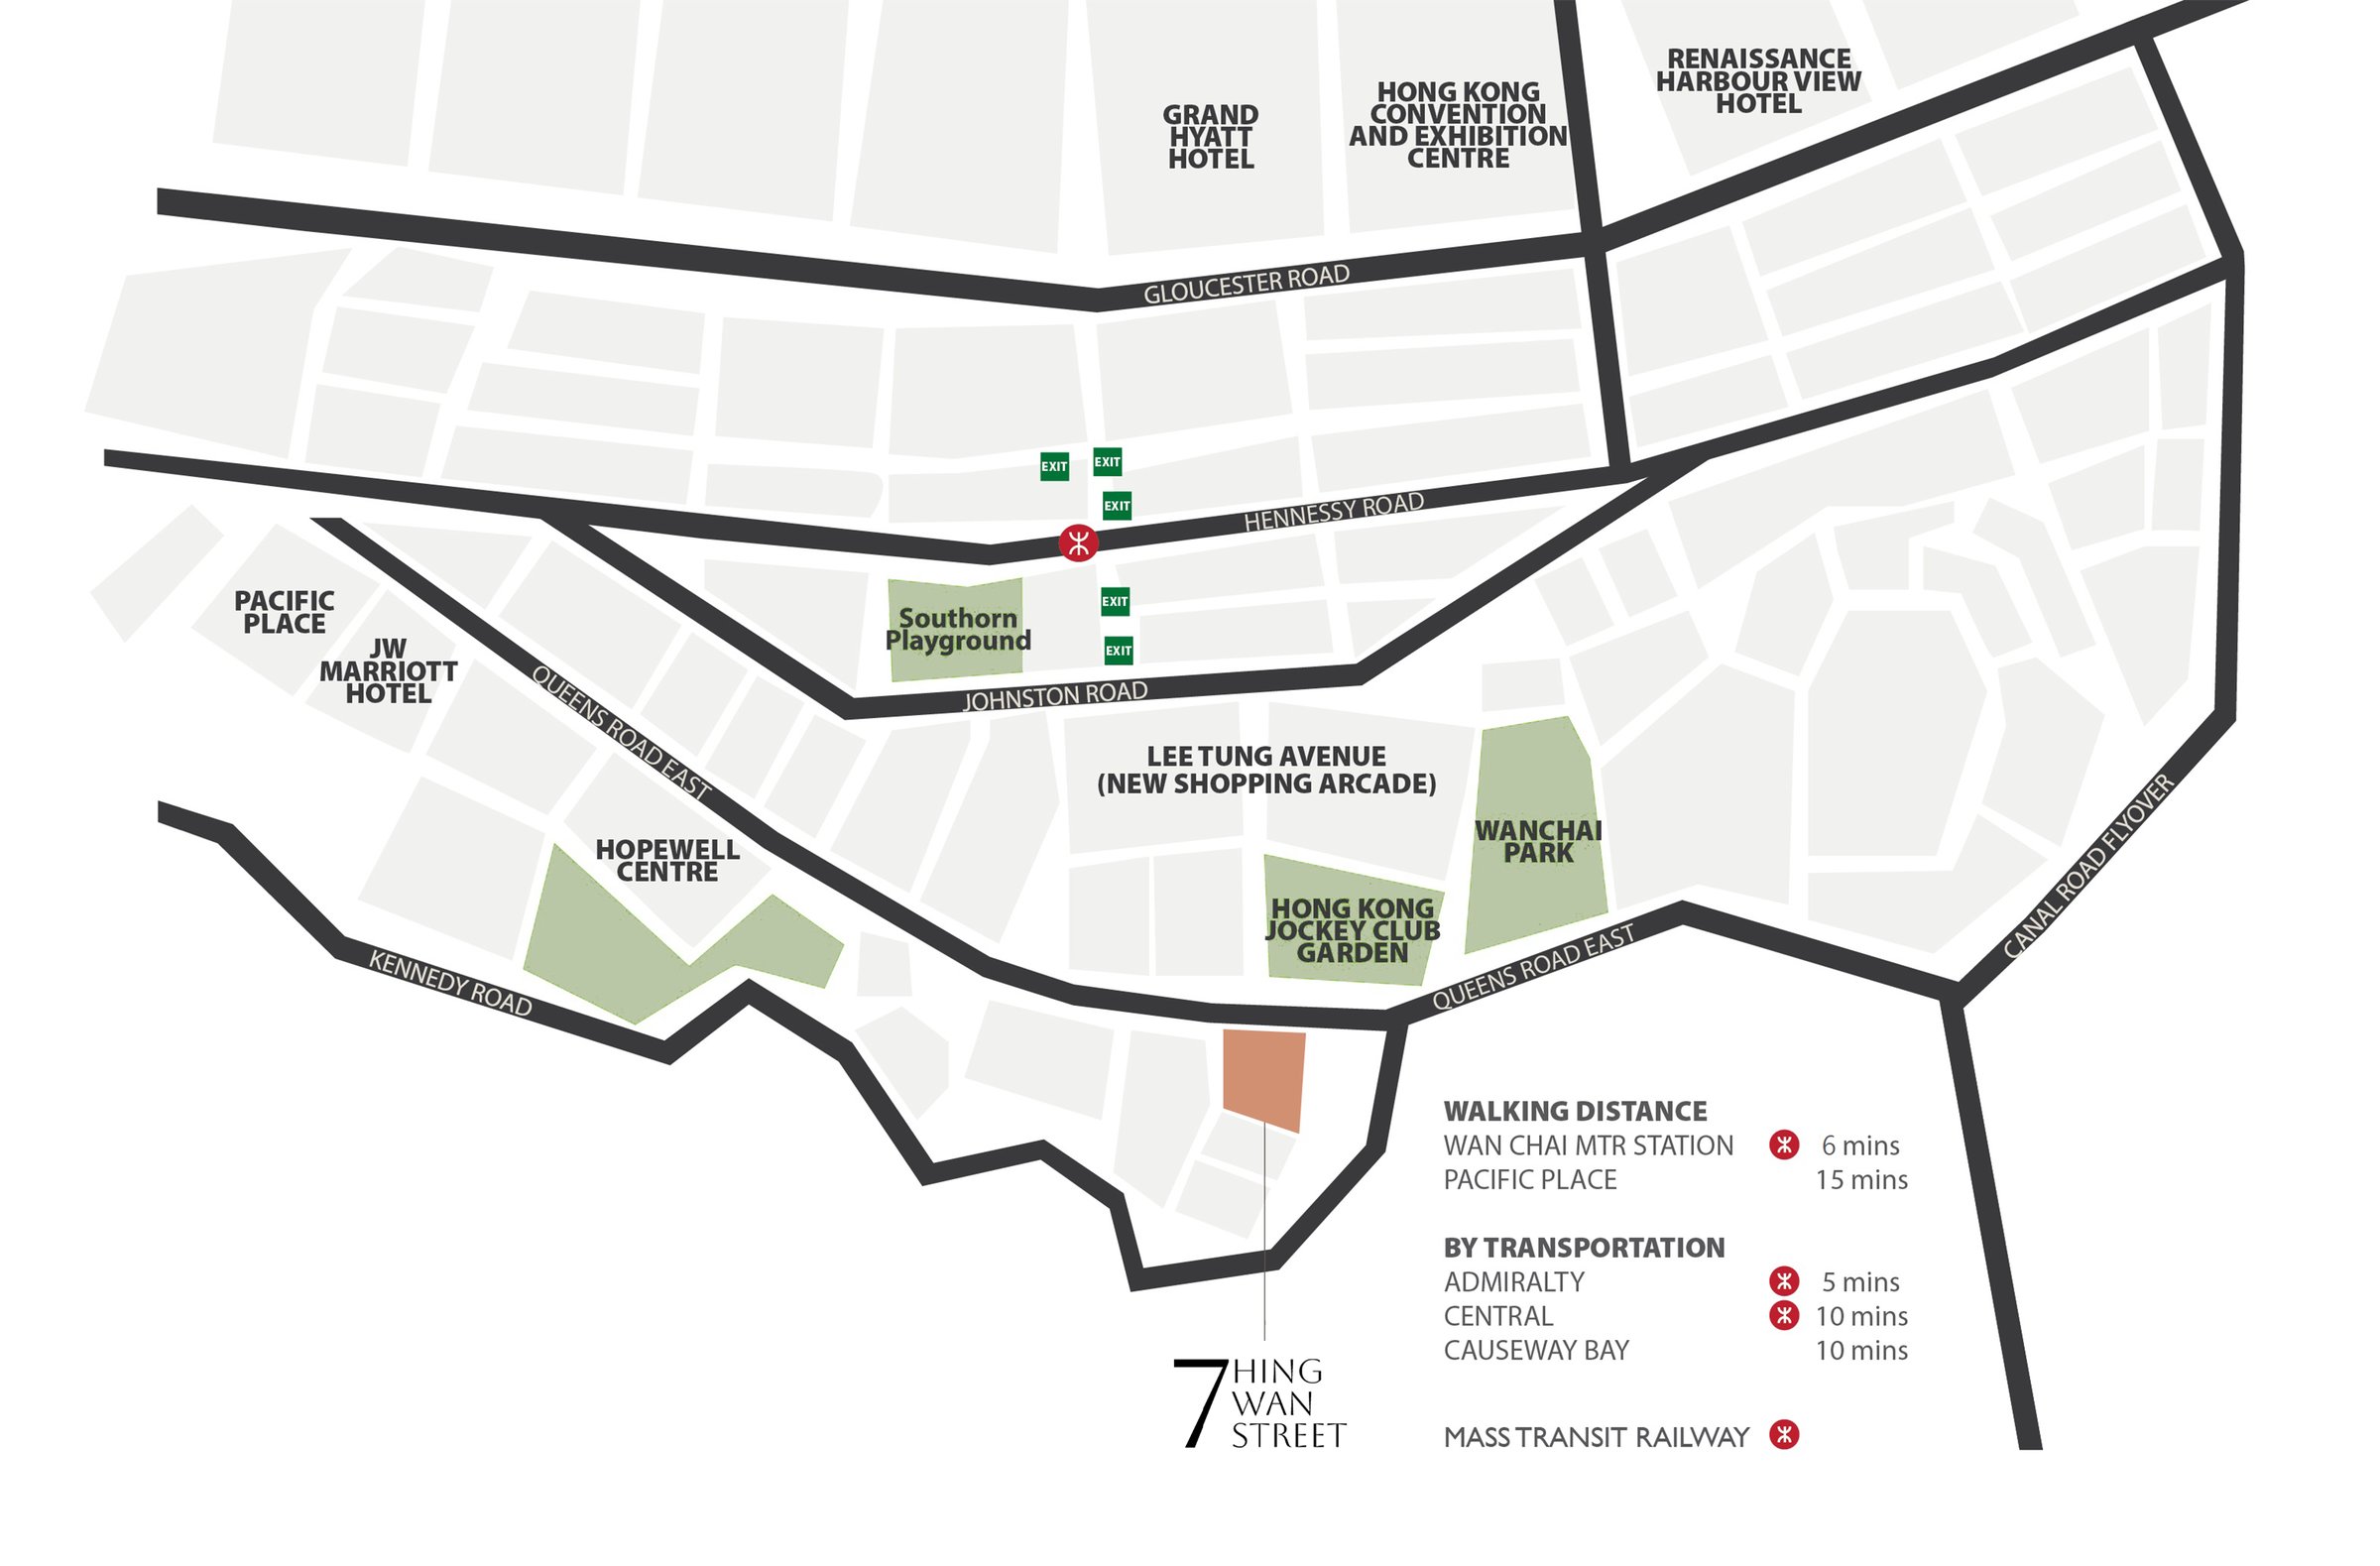 RENAISSANCE
HARBOUR VIEW
HOTEL
HONG KONG
CONVENTION
AND EXHIBITION
CENTRE
GRAND
HYATT
HOTEL
GLOUCESTER ROAD
EXIT
EXIT
EXIT
HENNESSY ROAD
EXIT
EXIT
Southorn
Playground
PACIFIC
PLACE
JW
MARRIOTT
HOTEL
JOHNSTON ROAD
QUEENS ROAD EAST
LEE TUNG AVENUE
(NEW SHOPPING ARCADE)
WANCHAI
PARK
HOPEWELL
CENTRE
HONG KONG
JOCKEY CLUB
GARDEN
CANAL ROAD FLYOVER
QUEENS ROAD EAST
KENNEDY ROAD
WALKING DISTANCE
WAN CHAI MTR STATION 6 mins
PACIFIC PLACE 15 mins
BY TRANSPORTATION
ADMIRALTY 5 mins
CENTRAL 10 mins
CAUSEWAY BAY 10 mins
MASS TRANSIT RAILWAY
7 HING
WAN
STREET